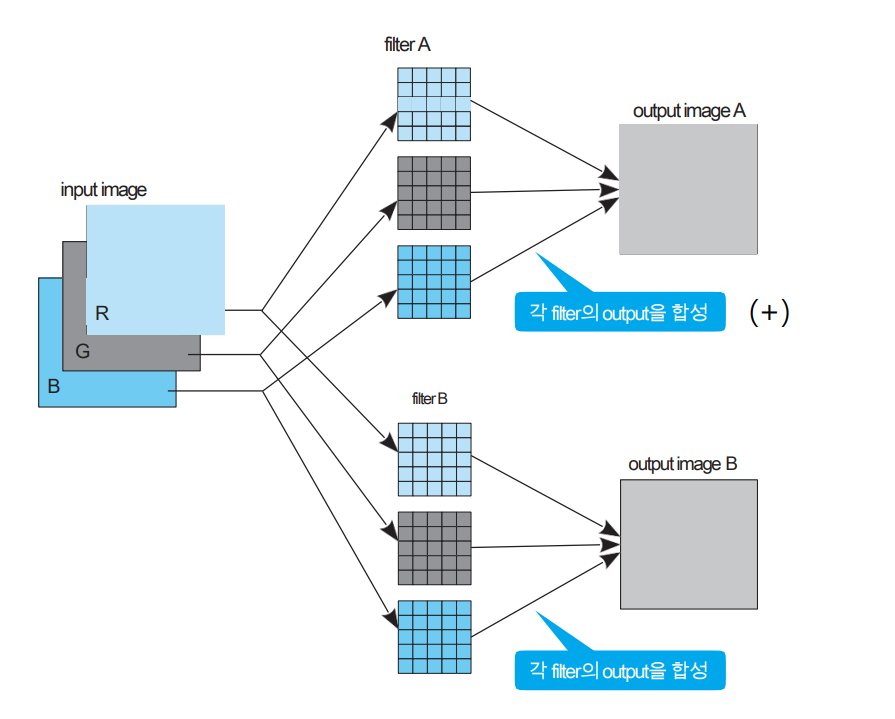 filter A
output image A
input image
R
G
B
각 filter의 output을 합성
(+)
filter B
output image B
각 filter의 output을 합성